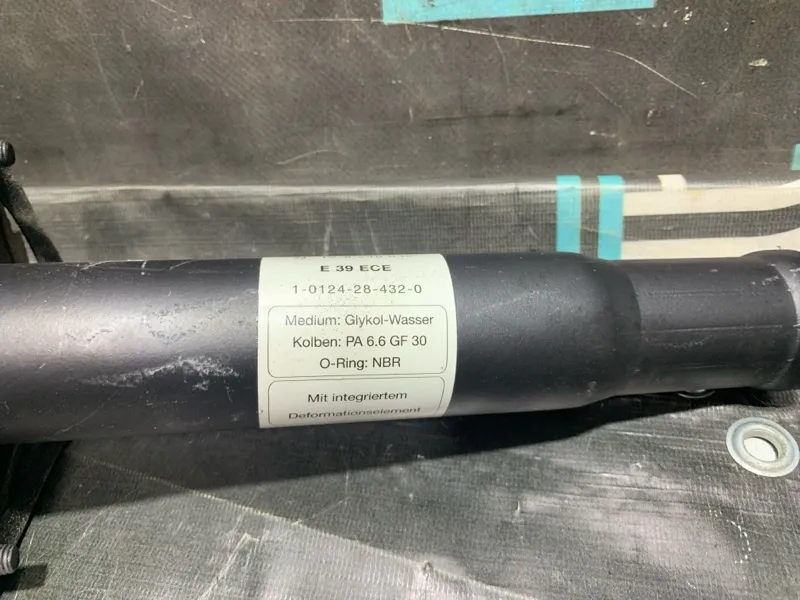 E 39 ECE
1-0124-28-432-0
Medium: Glykol-Wasser
Kolben: PA 6.6 GF 30
O-Ring: NBR
Mit integriertem
Deformationselement